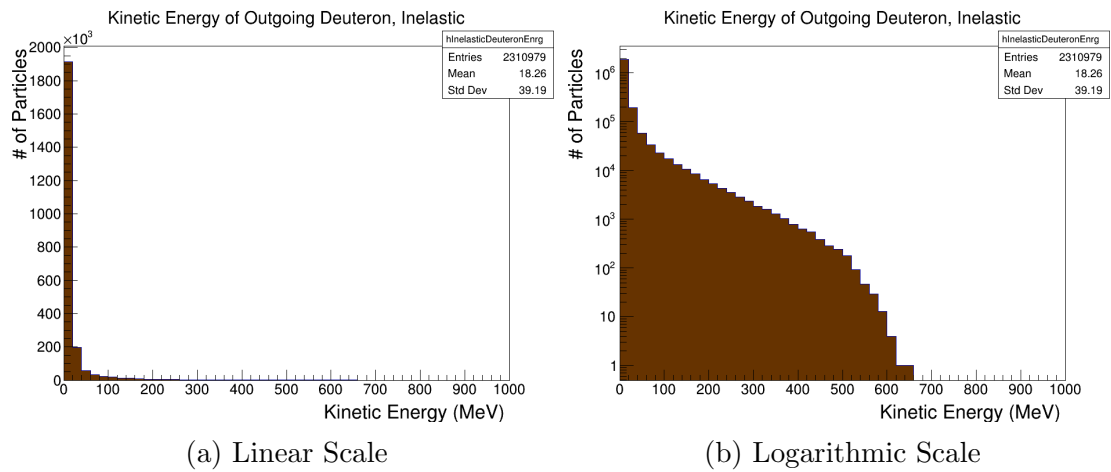 Kinetic Energy of Outgoing Deuteron, Inelastic
×10³
hInelasticDeuteronEnrg
Entries 2310979
Mean 18.26
Std Dev 39.19
# of Particles
2000
1800
1600
1400
1200
1000
800
600
400
200
0
0 100 200 300 400 500 600 700 800 900 1000
Kinetic Energy (MeV)
(a) Linear Scale
Kinetic Energy of Outgoing Deuteron, Inelastic
hInelasticDeuteronEnrg
Entries 2310979
Mean 18.26
Std Dev 39.19
# of Particles
10⁶
10⁵
10⁴
10³
10²
10
1
0 100 200 300 400 500 600 700 800 900 1000
Kinetic Energy (MeV)
(b) Logarithmic Scale